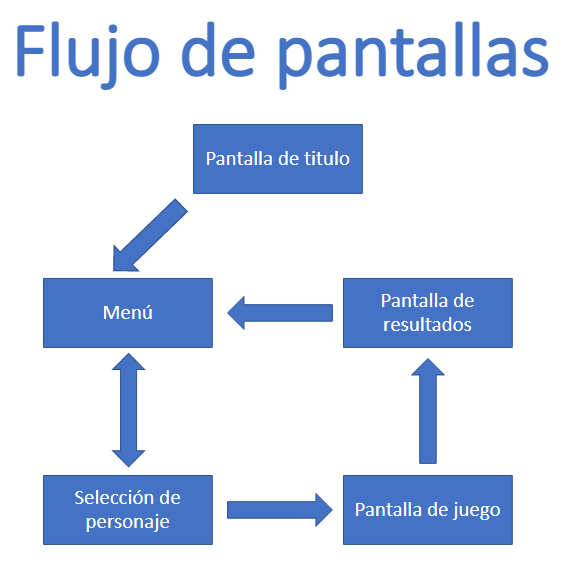 Flujo de pantallas
Pantalla de titulo
Menú
Pantalla de
resultados
Selección de
personaje
Pantalla de juego